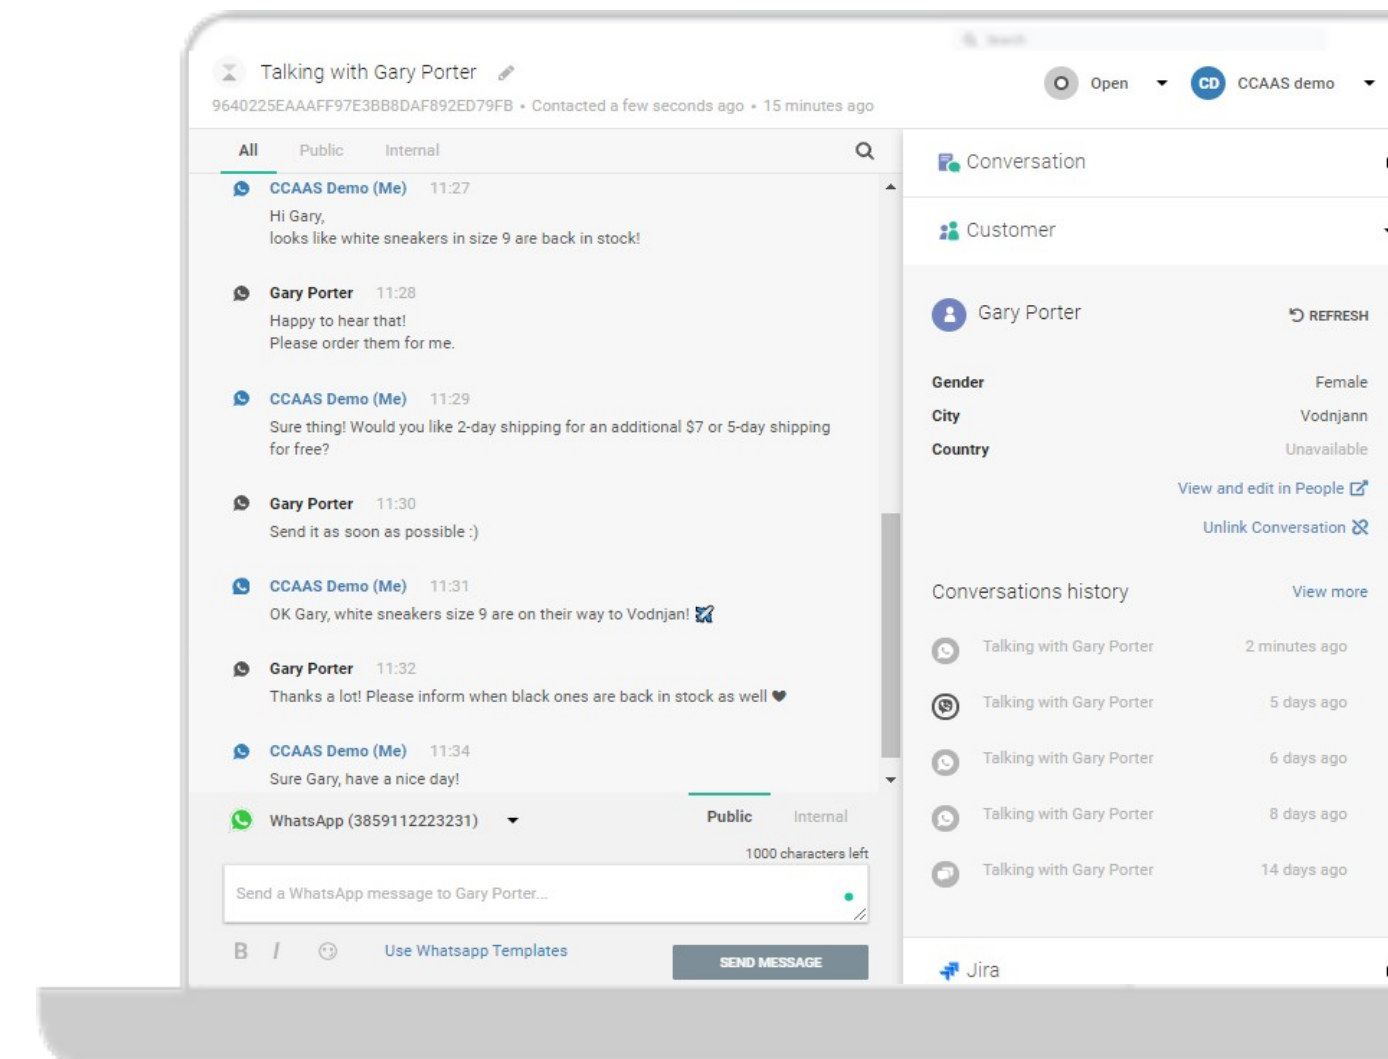 Search
Talking with Gary Porter
9640225EAAAFF97E3BB8DAF892ED79FB • Contacted a few seconds ago • 15 minutes ago
Open
CD
CCAAS demo
All
Public
Internal
CCAAS Demo (Me) 11:27
Hi Gary,
looks like white sneakers in size 9 are back in stock!
Gary Porter 11:28
Happy to hear that!
Please order them for me.
CCAAS Demo (Me) 11:29
Sure thing! Would you like 2-day shipping for an additional $7 or 5-day shipping
for free?
Gary Porter 11:30
Send it as soon as possible :)
CCAAS Demo (Me) 11:31
OK Gary, white sneakers size 9 are on their way to Vodnjan!
Gary Porter 11:32
Thanks a lot! Please inform when black ones are back in stock as well ♥
CCAAS Demo (Me) 11:34
Sure Gary, have a nice day!
WhatsApp (3859112223231)
Public
Internal
1000 characters left
Send a WhatsApp message to Gary Porter...
B I
Use Whatsapp Templates
SEND MESSAGE
Conversation
Customer
Gary Porter
REFRESH
Gender Female
City Vodnjann
Country Unavailable
View and edit in People
Unlink Conversation
Conversations history View more
Talking with Gary Porter 2 minutes ago
Talking with Gary Porter 5 days ago
Talking with Gary Porter 6 days ago
Talking with Gary Porter 8 days ago
Talking with Gary Porter 14 days ago
Jira